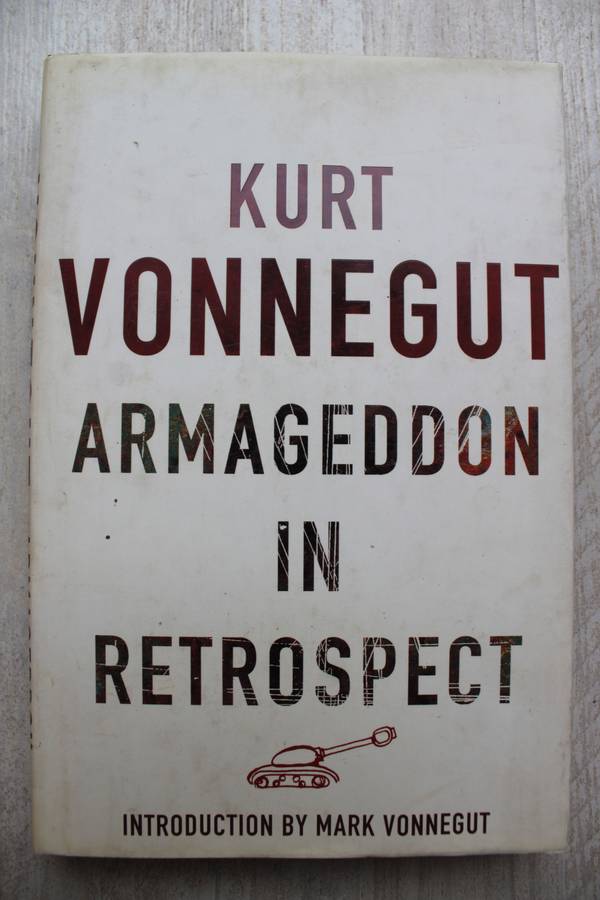 KURT
VONNEGUT
ARMAGEDDON
IN
RETROSPECT
INTRODUCTION BY MARK VONNEGUT